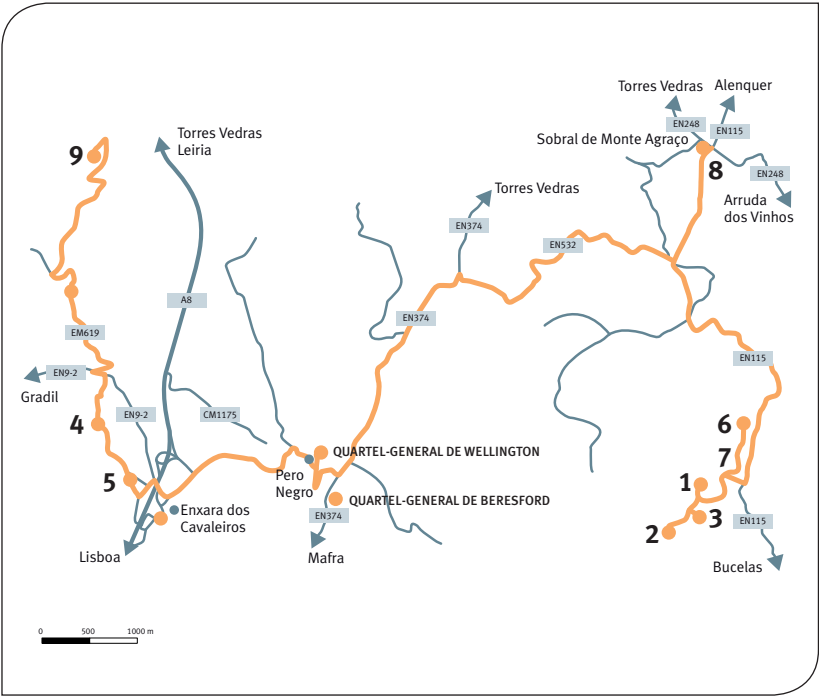 Torres Vedras
Alenquer
EN248
EN115
Sobral de Monte Agraço
8
EN248
Arruda
dos Vinhos
9
Torres Vedras
Leiria
Torres Vedras
EN374
EN532
A8
EN374
EM619
EN115
EN9-2
Gradil
EN9-2
CM1175
4
6
QUARTEL-GENERAL DE WELLINGTON
7
5
Pero
Negro
1
QUARTEL-GENERAL DE BERESFORD
Enxara dos
Cavaleiros
EN374
3
2
EN115
Lisboa
Mafra
Bucelas
0 500 1000 m